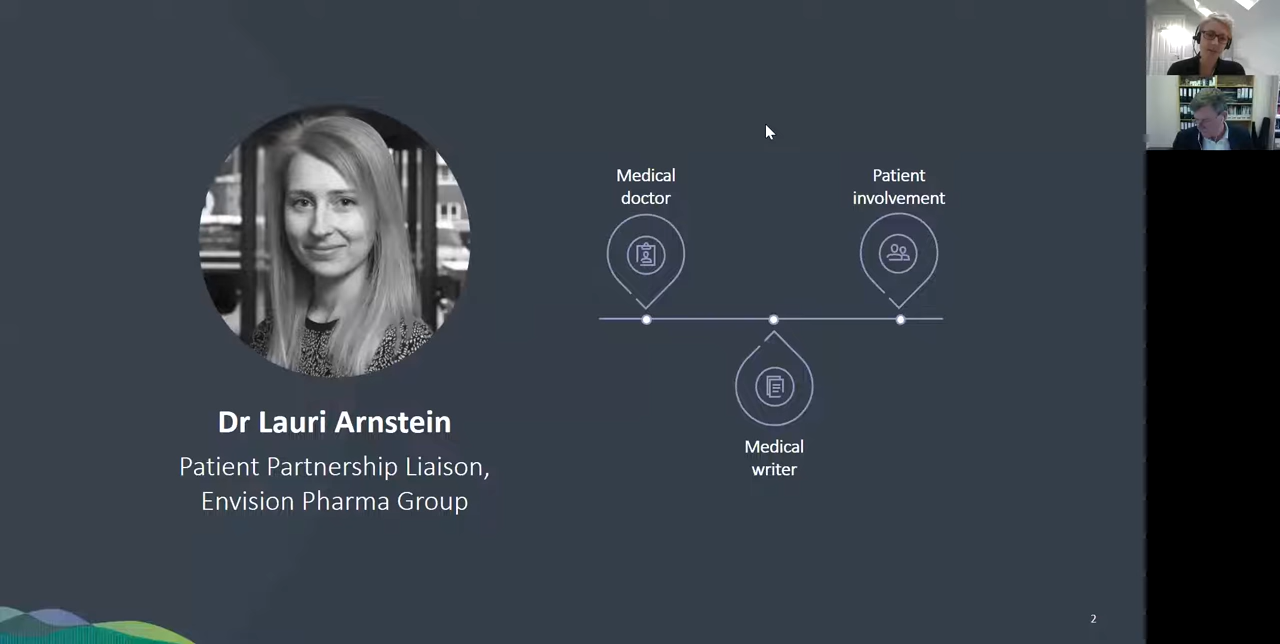 Medical
doctor
Patient
involvement
Medical
writer
Dr Lauri Arnstein
Patient Partnership Liaison,
Envision Pharma Group
2